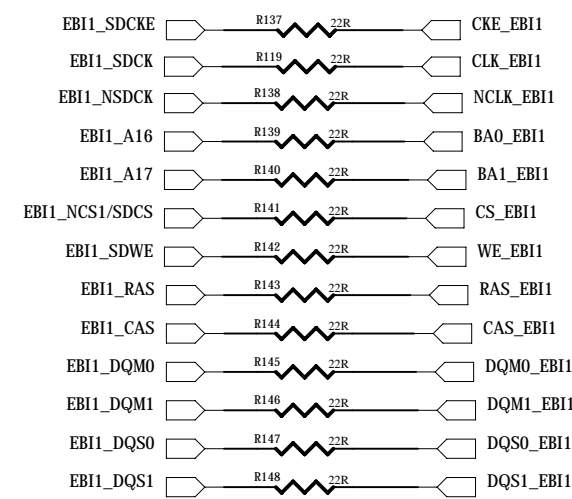 EBI1_SDCKE R137 22R CKE_EBI1
EBI1_SDCK R119 22R CLK_EBI1
EBI1_NSDCK R138 22R NCLK_EBI1
EBI1_A16 R139 22R BA0_EBI1
EBI1_A17 R140 22R BA1_EBI1
EBI1_NCS1/SDCS R141 22R CS_EBI1
EBI1_SDWE R142 22R WE_EBI1
EBI1_RAS R143 22R RAS_EBI1
EBI1_CAS R144 22R CAS_EBI1
EBI1_DQM0 R145 22R DQM0_EBI1
EBI1_DQM1 R146 22R DQM1_EBI1
EBI1_DQS0 R147 22R DQS0_EBI1
EBI1_DQS1 R148 22R DQS1_EBI1